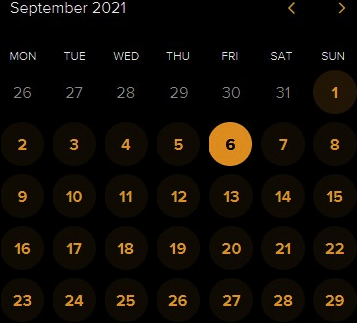 September 2021
MON TUE WED THU FRI SAT SUN
26 27 28 29 30 31 1
2 3 4 5 6 7 8
9 10 11 12 13 14 15
16 17 18 19 20 21 22
23 24 25 26 27 28 29